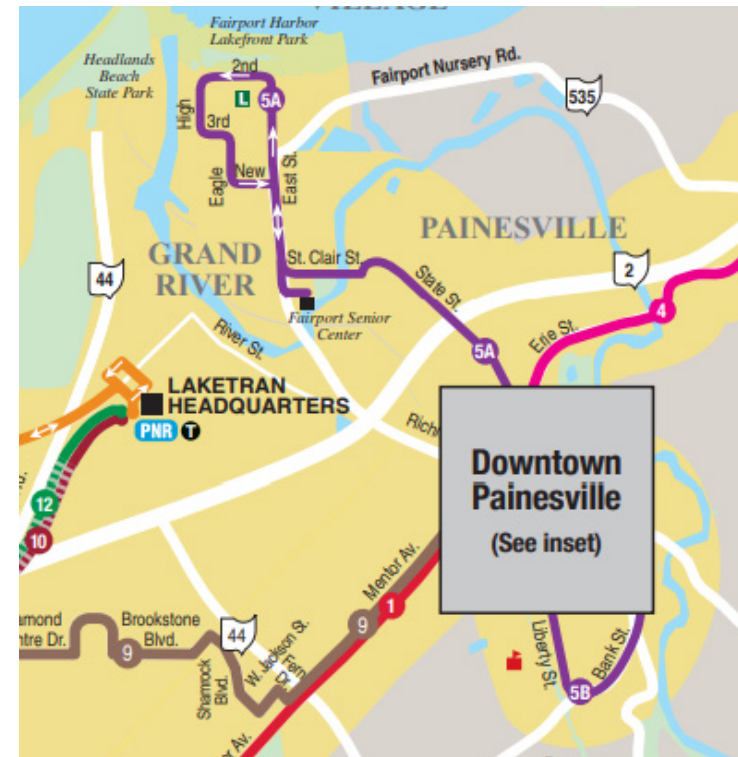 VILLAGE
Fairport Harbor
Lakefront Park
Headlands
Beach
State Park
2nd
L
5A
High
3rd
Eagle
New
East St.
Fairport Nursery Rd.
535
PAINESVILLE
GRAND
RIVER
44
St. Clair St.
State St.
2
4
Fairport Senior
Center
River St.
5A
Erie St.
LAKETRAN
HEADQUARTERS
PNR T
Rich
Downtown
Painesville
(See inset)
12
10
Mentor Av.
1
9
amond
ntre Dr.
Brookstone
Blvd.
9
44
Shamrock
Blvd.
W. Jackson St.
Fern
Dr.
Liberty St.
Bank St.
5B
Av.